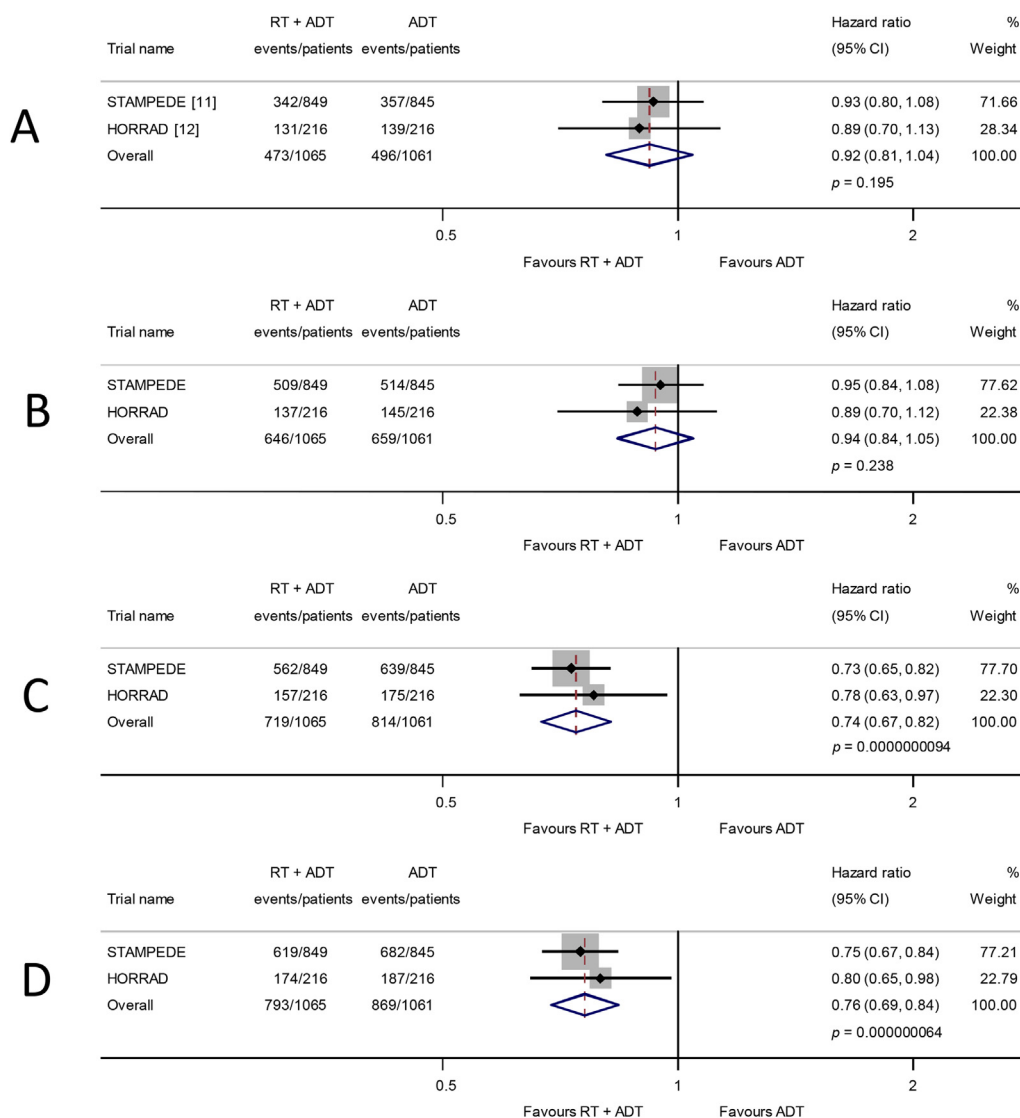 A
RT + ADT ADT Hazard ratio %
Trial name events/patients events/patients (95% CI) Weight
STAMPEDE [11] 342/849 357/845 0.93 (0.80, 1.08) 71.66
HORRAD [12] 131/216 139/216 0.89 (0.70, 1.13) 28.34
Overall 473/1065 496/1061 0.92 (0.81, 1.04) 100.00
p = 0.195
0.5 1 2
Favours RT + ADT Favours ADT
B
RT + ADT ADT Hazard ratio %
Trial name events/patients events/patients (95% CI) Weight
STAMPEDE 509/849 514/845 0.95 (0.84, 1.08) 77.62
HORRAD 137/216 145/216 0.89 (0.70, 1.12) 22.38
Overall 646/1065 659/1061 0.94 (0.84, 1.05) 100.00
p = 0.238
0.5 1 2
Favours RT + ADT Favours ADT
C
RT + ADT ADT Hazard ratio %
Trial name events/patients events/patients (95% CI) Weight
STAMPEDE 562/849 639/845 0.73 (0.65, 0.82) 77.70
HORRAD 157/216 175/216 0.78 (0.63, 0.97) 22.30
Overall 719/1065 814/1061 0.74 (0.67, 0.82) 100.00
p = 0.0000000094
0.5 1 2
Favours RT + ADT Favours ADT
D
RT + ADT ADT Hazard ratio %
Trial name events/patients events/patients (95% CI) Weight
STAMPEDE 619/849 682/845 0.75 (0.67, 0.84) 77.21
HORRAD 174/216 187/216 0.80 (0.65, 0.98) 22.79
Overall 793/1065 869/1061 0.76 (0.69, 0.84) 100.00
p = 0.000000064
0.5 1 2
Favours RT + ADT Favours ADT